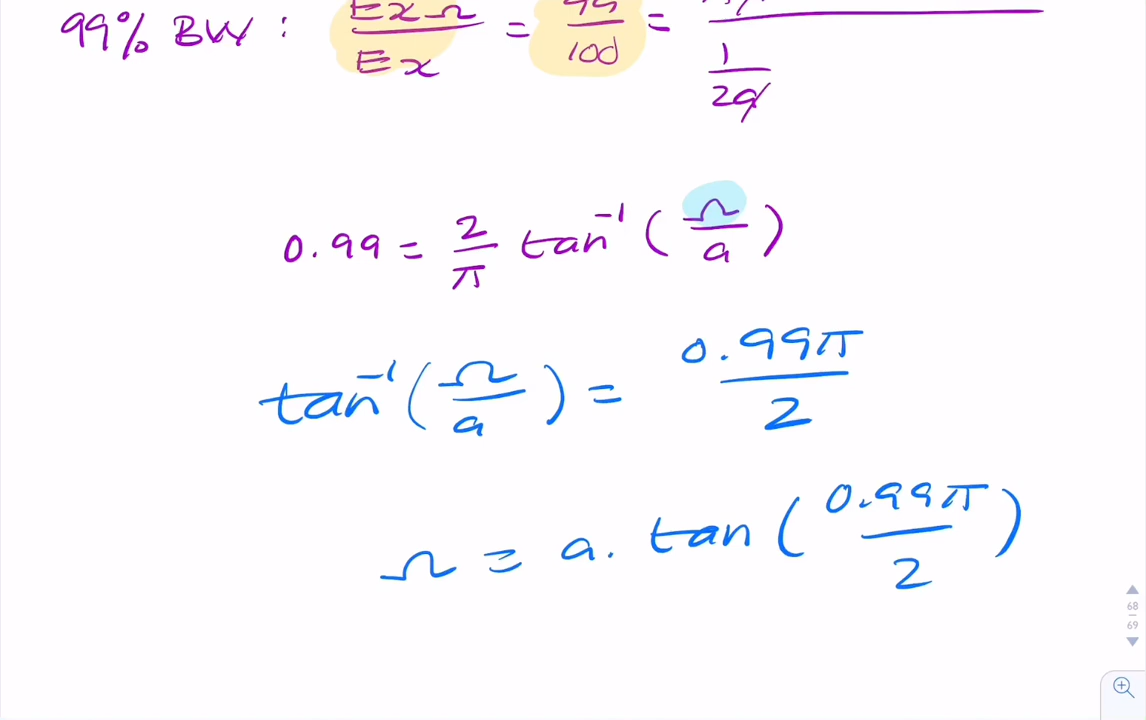 99% BW : ExΩ/Ex = 99/100 = 1/2a
0.99 = 2/π tan⁻¹ (Ω/a)
tan⁻¹ (Ω/a) = 0.99π/2
Ω = a. tan (0.99π/2)
68
69